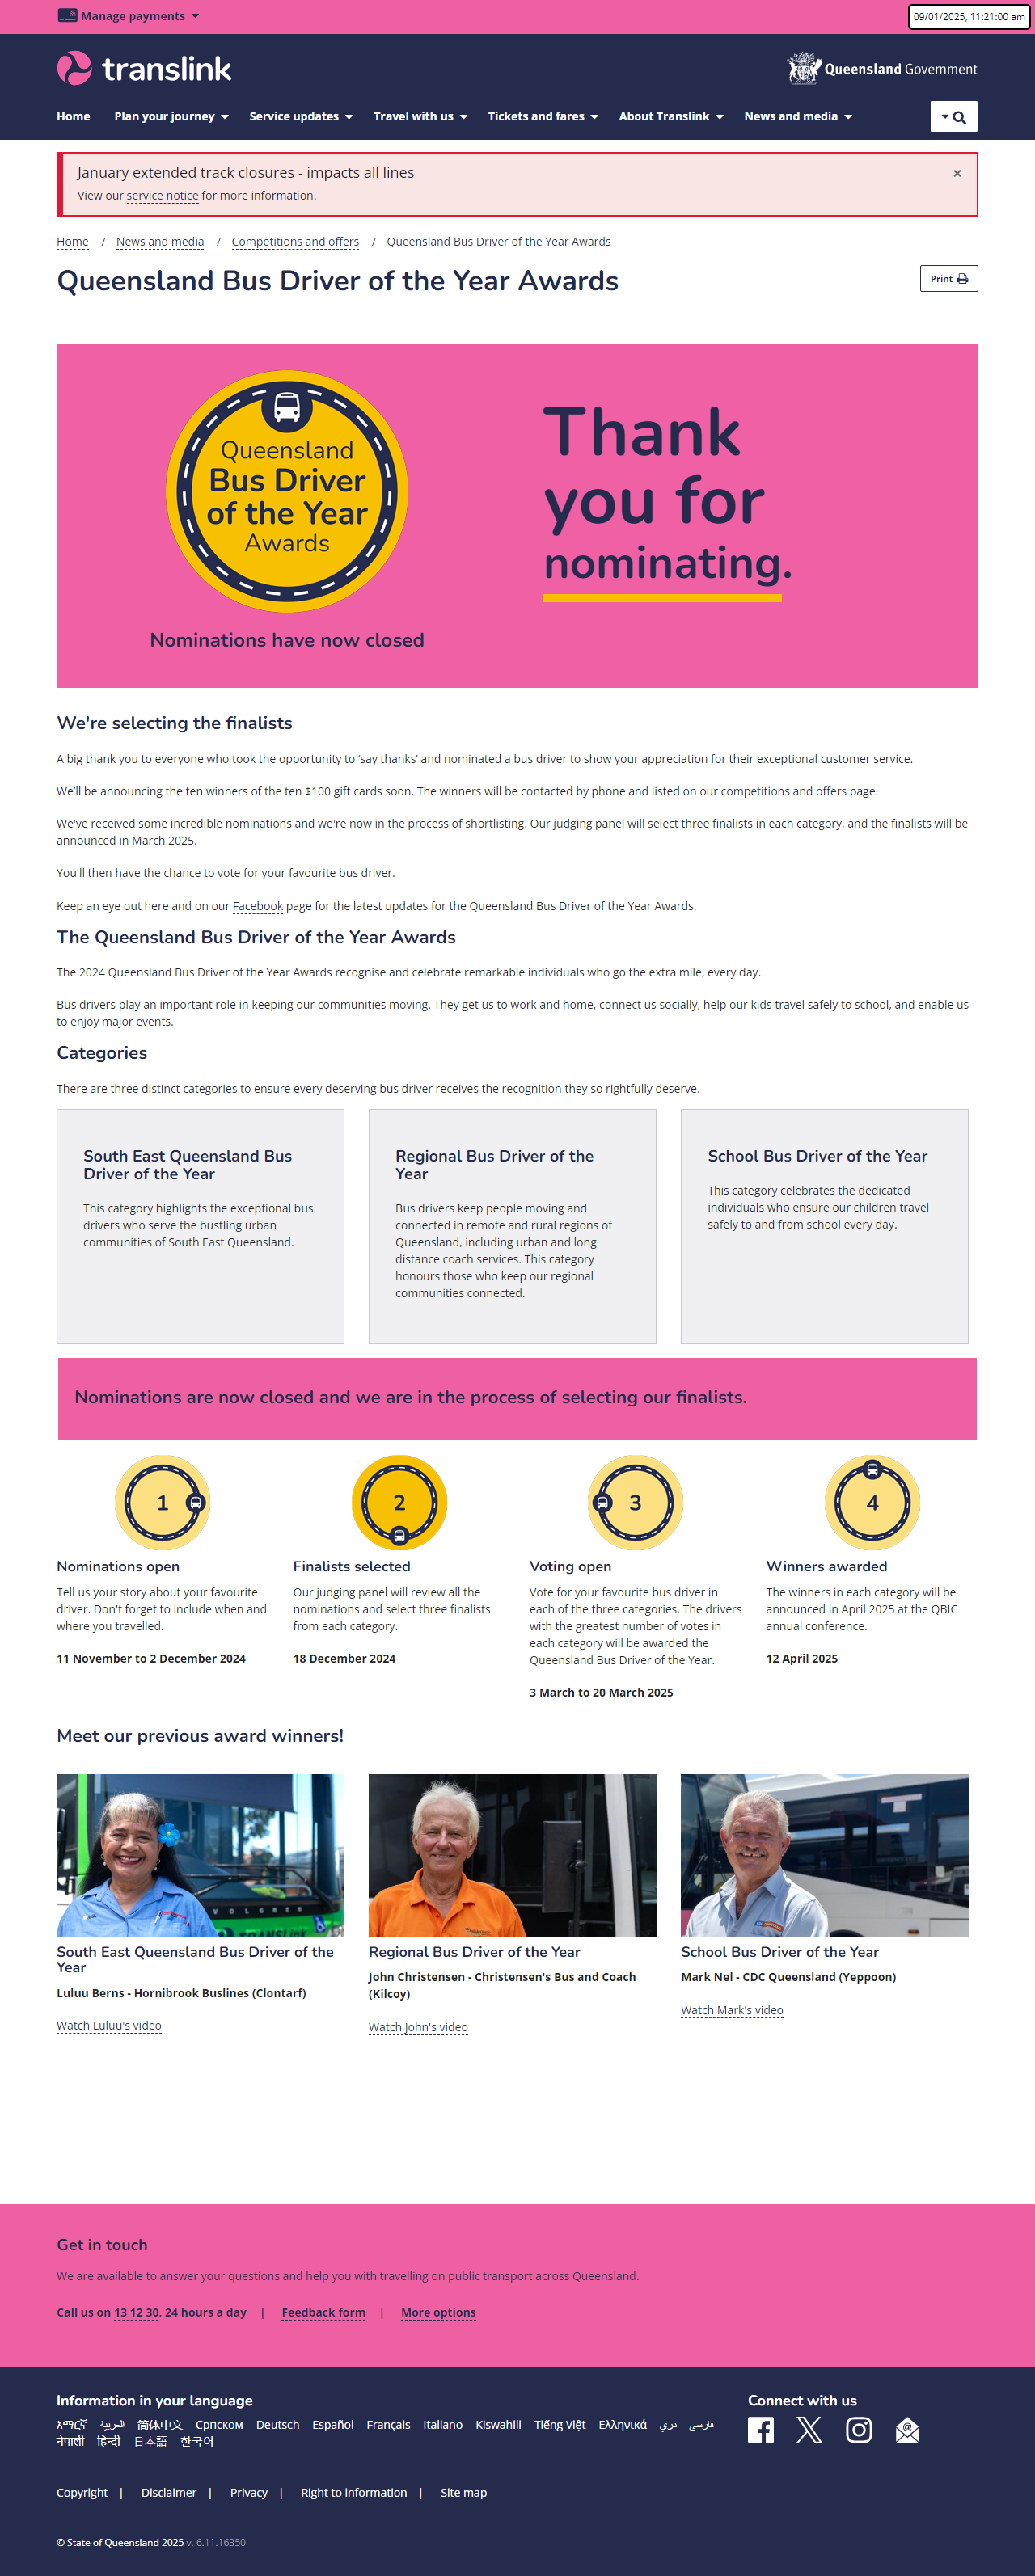 Manage payments
09/01/2025, 11:21:00 am
translink
Queensland Government
Home Plan your journey Service updates Travel with us Tickets and fares About Translink News and media
January extended track closures - impacts all lines
×
View our service notice for more information.
Home / News and media / Competitions and offers / Queensland Bus Driver of the Year Awards
Queensland Bus Driver of the Year Awards
Print
Queensland
Bus Driver
of the Year
Awards
Nominations have now closed
Thank
you for
nominating.
We're selecting the finalists
A big thank you to everyone who took the opportunity to ‘say thanks’ and nominated a bus driver to show your appreciation for their exceptional customer service.
We’ll be announcing the ten winners of the ten $100 gift cards soon. The winners will be contacted by phone and listed on our competitions and offers page.
We've received some incredible nominations and we're now in the process of shortlisting. Our judging panel will select three finalists in each category, and the finalists will be
announced in March 2025.
You'll then have the chance to vote for your favourite bus driver.
Keep an eye out here and on our Facebook page for the latest updates for the Queensland Bus Driver of the Year Awards.
The Queensland Bus Driver of the Year Awards
The 2024 Queensland Bus Driver of the Year Awards recognise and celebrate remarkable individuals who go the extra mile, every day.
Bus drivers play an important role in keeping our communities moving. They get us to work and home, connect us socially, help our kids travel safely to school, and enable us
to enjoy major events.
Categories
There are three distinct categories to ensure every deserving bus driver receives the recognition they so rightfully deserve.
South East Queensland Bus
Driver of the Year
This category highlights the exceptional bus
drivers who serve the bustling urban
communities of South East Queensland.
Regional Bus Driver of the
Year
Bus drivers keep people moving and
connected in remote and rural regions of
Queensland, including urban and long
distance coach services. This category
honours those who keep our regional
communities connected.
School Bus Driver of the Year
This category celebrates the dedicated
individuals who ensure our children travel
safely to and from school every day.
Nominations are now closed and we are in the process of selecting our finalists.
1
Nominations open
Tell us your story about your favourite
driver. Don't forget to include when and
where you travelled.
11 November to 2 December 2024
2
Finalists selected
Our judging panel will review all the
nominations and select three finalists
from each category.
18 December 2024
3
Voting open
Vote for your favourite bus driver in
each of the three categories. The drivers
with the greatest number of votes in
each category will be awarded the
Queensland Bus Driver of the Year.
3 March to 20 March 2025
4
Winners awarded
The winners in each category will be
announced in April 2025 at the QBIC
annual conference.
12 April 2025
Meet our previous award winners!
VOLGREN
South East Queensland Bus Driver of the
Year
Luluu Berns - Hornibrook Buslines (Clontarf)
Watch Luluu's video
Regional Bus Driver of the Year
John Christensen - Christensen's Bus and Coach
(Kilcoy)
Watch John's video
School Bus Driver of the Year
Mark Nel - CDC Queensland (Yeppoon)
Watch Mark's video
Get in touch
We are available to answer your questions and help you with travelling on public transport across Queensland.
Call us on 13 12 30, 24 hours a day | Feedback form | More options
Information in your language
አማርኛ العربية 简体中文 Српском Deutsch Español Français Italiano Kiswahili Tiếng Việt Ελληνικά دري فارسی
नेपाली हिन्दी 日本語 한국어
Connect with us
Copyright | Disclaimer | Privacy | Right to information | Site map
© State of Queensland 2025 v. 6.11.16350